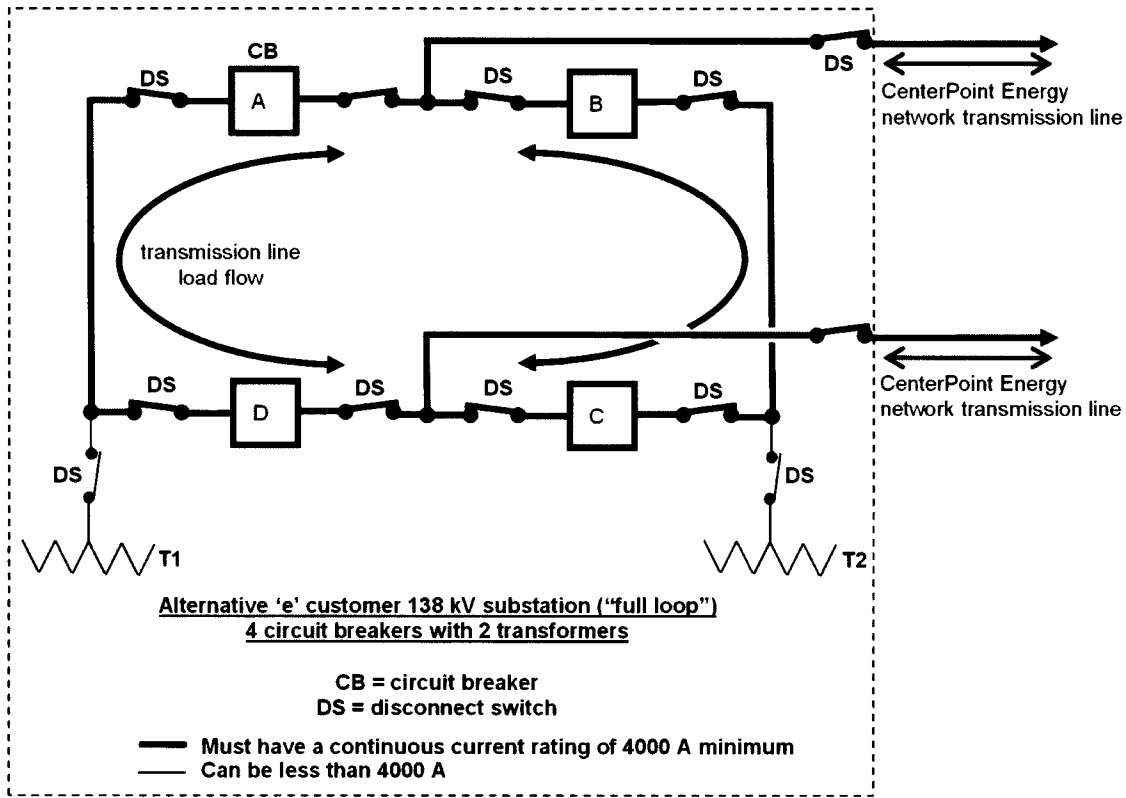 CB
DS
A
DS
B
DS
DS
CenterPoint Energy
network transmission line
transmission line
load flow
DS
D
DS
DS
C
DS
CenterPoint Energy
network transmission line
DS
T1
DS
T2
Alternative ‘e’ customer 138 kV substation (“full loop”)
4 circuit breakers with 2 transformers
CB = circuit breaker
DS = disconnect switch
Must have a continuous current rating of 4000 A minimum
Can be less than 4000 A